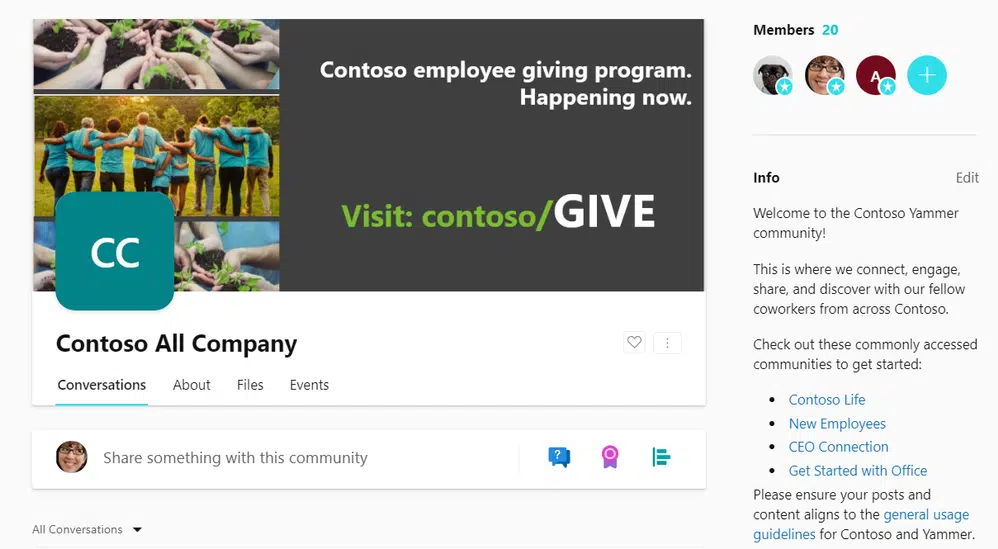 Contoso employee giving program.
Happening now.
Visit: contoso/GIVE
CC
Contoso All Company
Conversations About Files Events
Share something with this community
?
All Conversations
Members 20
A
Info Edit
Welcome to the Contoso Yammer
community!
This is where we connect, engage,
share, and discover with our fellow
coworkers from across Contoso.
Check out these commonly accessed
communities to get started:
• Contoso Life
• New Employees
• CEO Connection
• Get Started with Office
Please ensure your posts and
content aligns to the general usage
guidelines for Contoso and Yammer.